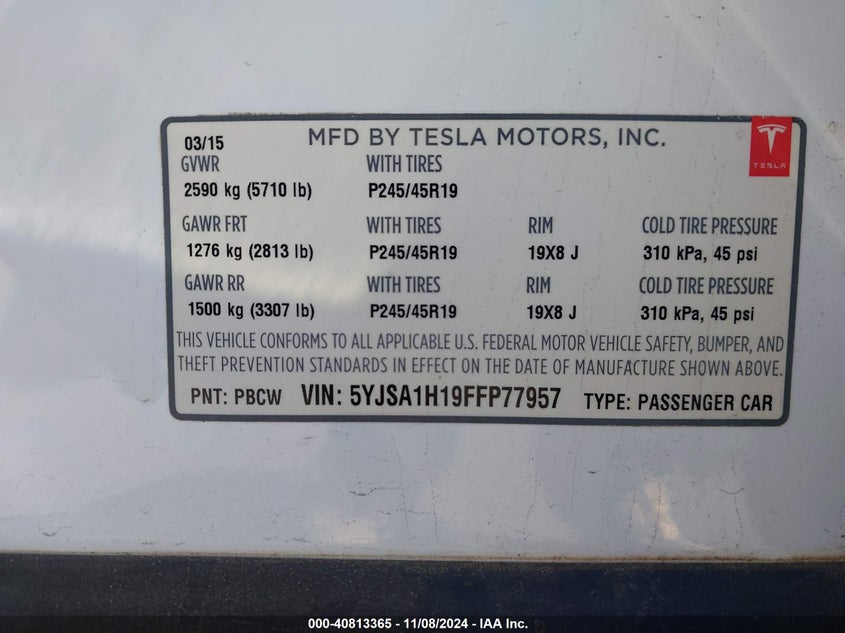 03/15 MFD BY TESLA MOTORS, INC.
TESLA
GVWR WITH TIRES
2590 kg (5710 lb) P245/45R19
GAWR FRT WITH TIRES RIM COLD TIRE PRESSURE
1276 kg (2813 lb) P245/45R19 19X8 J 310 kPa, 45 psi
GAWR RR WITH TIRES RIM COLD TIRE PRESSURE
1500 kg (3307 lb) P245/45R19 19X8 J 310 kPa, 45 psi
THIS VEHICLE CONFORMS TO ALL APPLICABLE U.S. FEDERAL MOTOR VEHICLE SAFETY, BUMPER, AND
THEFT PREVENTION STANDARDS IN EFFECT ON THE DATE OF MANUFACTURE SHOWN ABOVE.
PNT: PBCW VIN: 5YJSA1H19FFP77957 TYPE: PASSENGER CAR
000-40813365 - 11/08/2024 - IAA Inc.